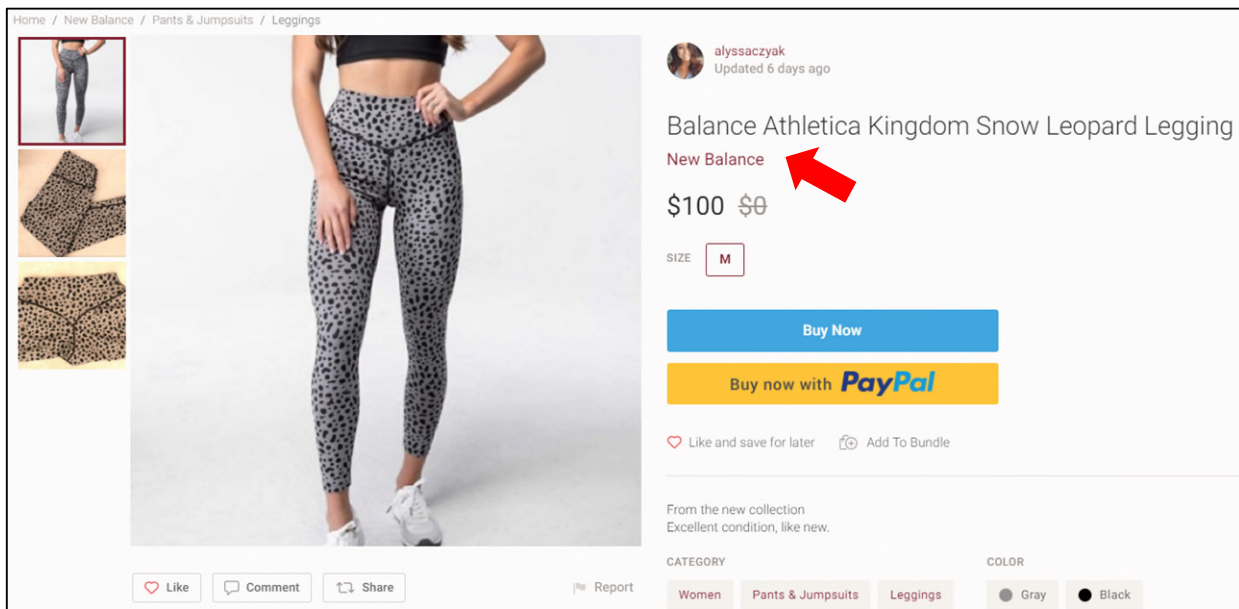 Home / New Balance / Pants & Jumpsuits / Leggings
alyssaczyak
Updated 6 days ago
Balance Athletica Kingdom Snow Leopard Legging
New Balance
$100 $0
SIZE M
Buy Now
Buy now with PayPal
Like and save for later Add To Bundle
From the new collection
Excellent condition, like new.
CATEGORY COLOR
Women Pants & Jumpsuits Leggings Gray Black
Like Comment Share Report